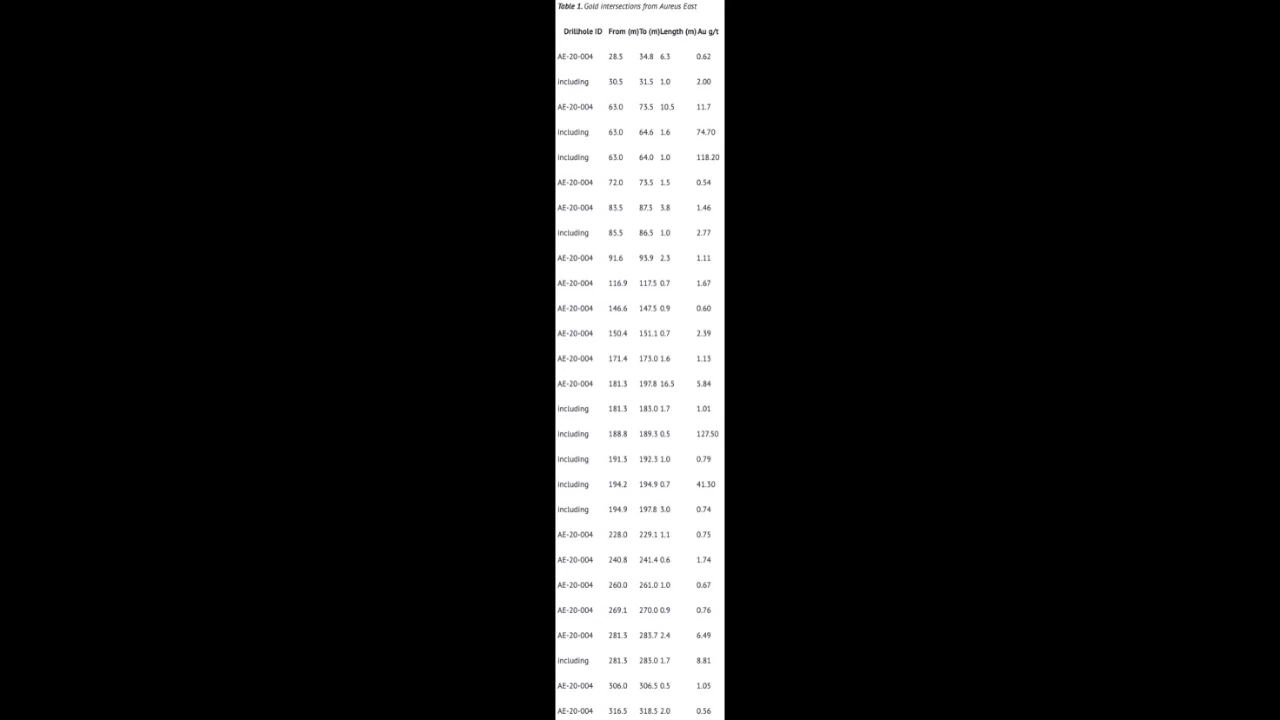 Table 1. Gold intersections from Aureus East
Drillhole ID From (m) To (m) Length (m) Au g/t
AE-20-004 28.5 34.8 6.3 0.62
including 30.5 31.5 1.0 2.00
AE-20-004 63.0 73.5 10.5 11.7
including 63.0 64.6 1.6 74.70
including 63.0 64.0 1.0 118.20
AE-20-004 72.0 73.5 1.5 0.54
AE-20-004 83.5 87.3 3.8 1.46
including 85.5 86.5 1.0 2.77
AE-20-004 91.6 93.9 2.3 1.11
AE-20-004 116.9 117.5 0.7 1.67
AE-20-004 146.6 147.5 0.9 0.60
AE-20-004 150.4 151.1 0.7 2.39
AE-20-004 171.4 173.0 1.6 1.13
AE-20-004 181.3 197.8 16.5 5.84
including 181.3 183.0 1.7 1.01
including 188.8 189.3 0.5 127.50
including 191.3 192.3 1.0 0.79
including 194.2 194.9 0.7 41.30
including 194.9 197.8 3.0 0.74
AE-20-004 228.0 229.1 1.1 0.75
AE-20-004 240.8 241.4 0.6 1.74
AE-20-004 260.0 261.0 1.0 0.67
AE-20-004 269.1 270.0 0.9 0.76
AE-20-004 281.3 283.7 2.4 6.49
including 281.3 283.0 1.7 8.81
AE-20-004 306.0 306.5 0.5 1.05
AE-20-004 316.5 318.5 2.0 0.56